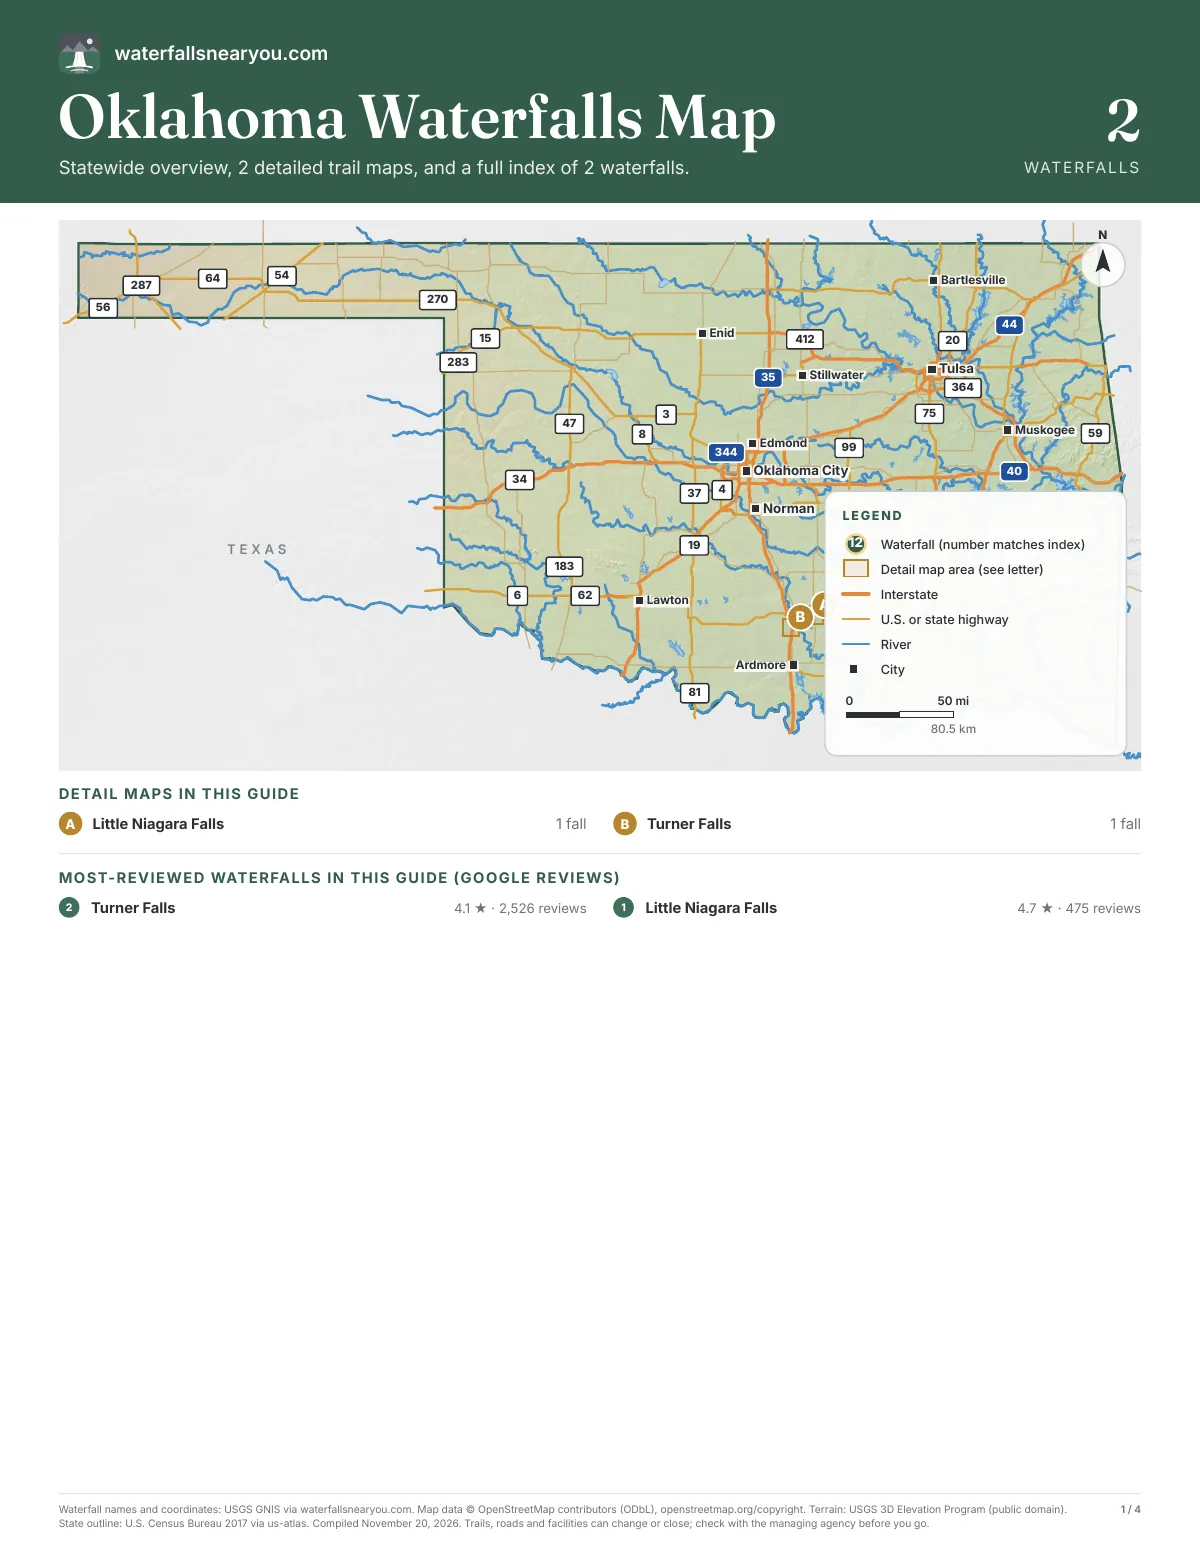 waterfallsnearyou.com
Oklahoma Waterfalls Map
Statewide overview, 2 detailed trail maps, and a full index of 2 waterfalls.
2
WATERFALLS
N
287
64
54
56
270
15
283
Enid
412
Bartlesville
44
20
35
Stillwater
Tulsa
364
3
75
47
8
Muskogee
59
344
Edmond
99
Oklahoma City
40
34
37
4
Norman
TEXAS
19
183
6
62
Lawton
B
A
Ardmore
81
LEGEND
12
Waterfall (number matches index)
Detail map area (see letter)
Interstate
U.S. or state highway
River
City
0 50 mi
80.5 km
DETAIL MAPS IN THIS GUIDE
A Little Niagara Falls 1 fall
B Turner Falls 1 fall
MOST-REVIEWED WATERFALLS IN THIS GUIDE (GOOGLE REVIEWS)
2 Turner Falls 4.1 ★ · 2,526 reviews
1 Little Niagara Falls 4.7 ★ · 475 reviews
Waterfall names and coordinates: USGS GNIS via waterfallsnearyou.com. Map data © OpenStreetMap contributors (ODbL), openstreetmap.org/copyright. Terrain: USGS 3D Elevation Program (public domain).
State outline: U.S. Census Bureau 2017 via us-atlas. Compiled November 20, 2026. Trails, roads and facilities can change or close; check with the managing agency before you go.
1 / 4